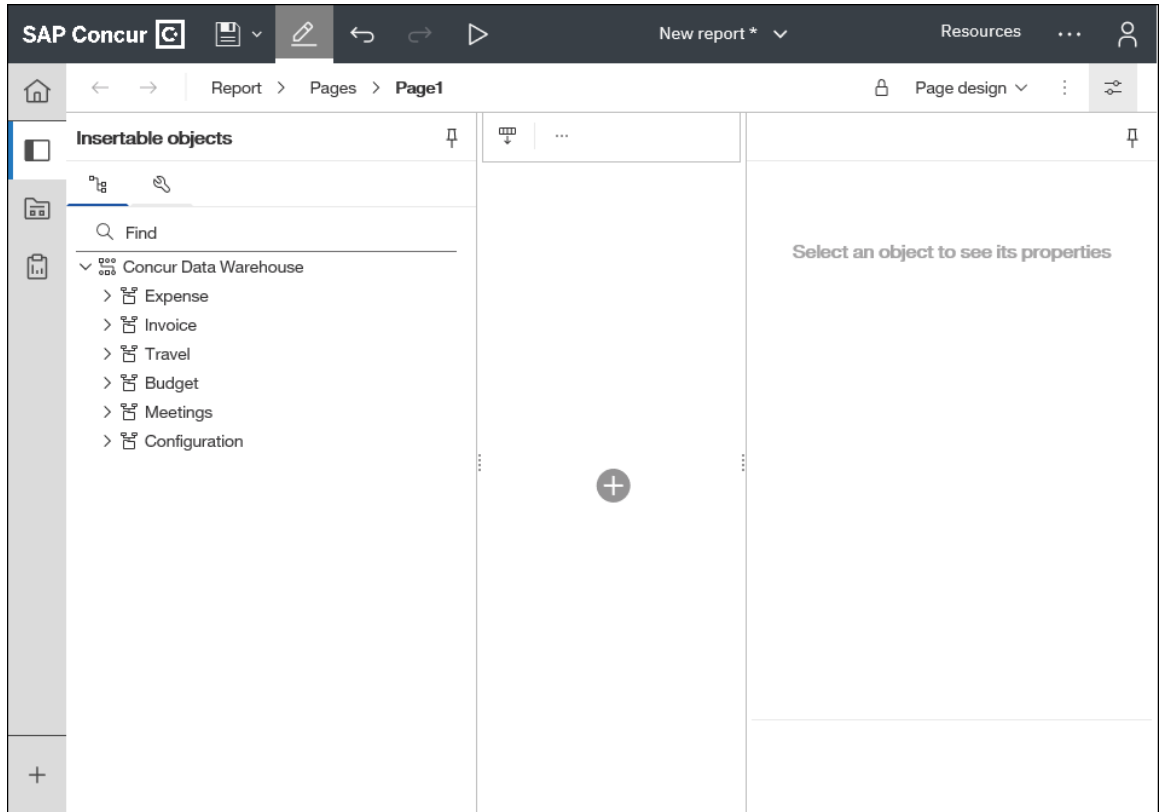 SAP Concur C New report * Resources ...
Report > Pages > Page1 Page design
Insertable objects
...
Find
Concur Data Warehouse
Select an object to see its properties
Expense
Invoice
Travel
Budget
Meetings
Configuration